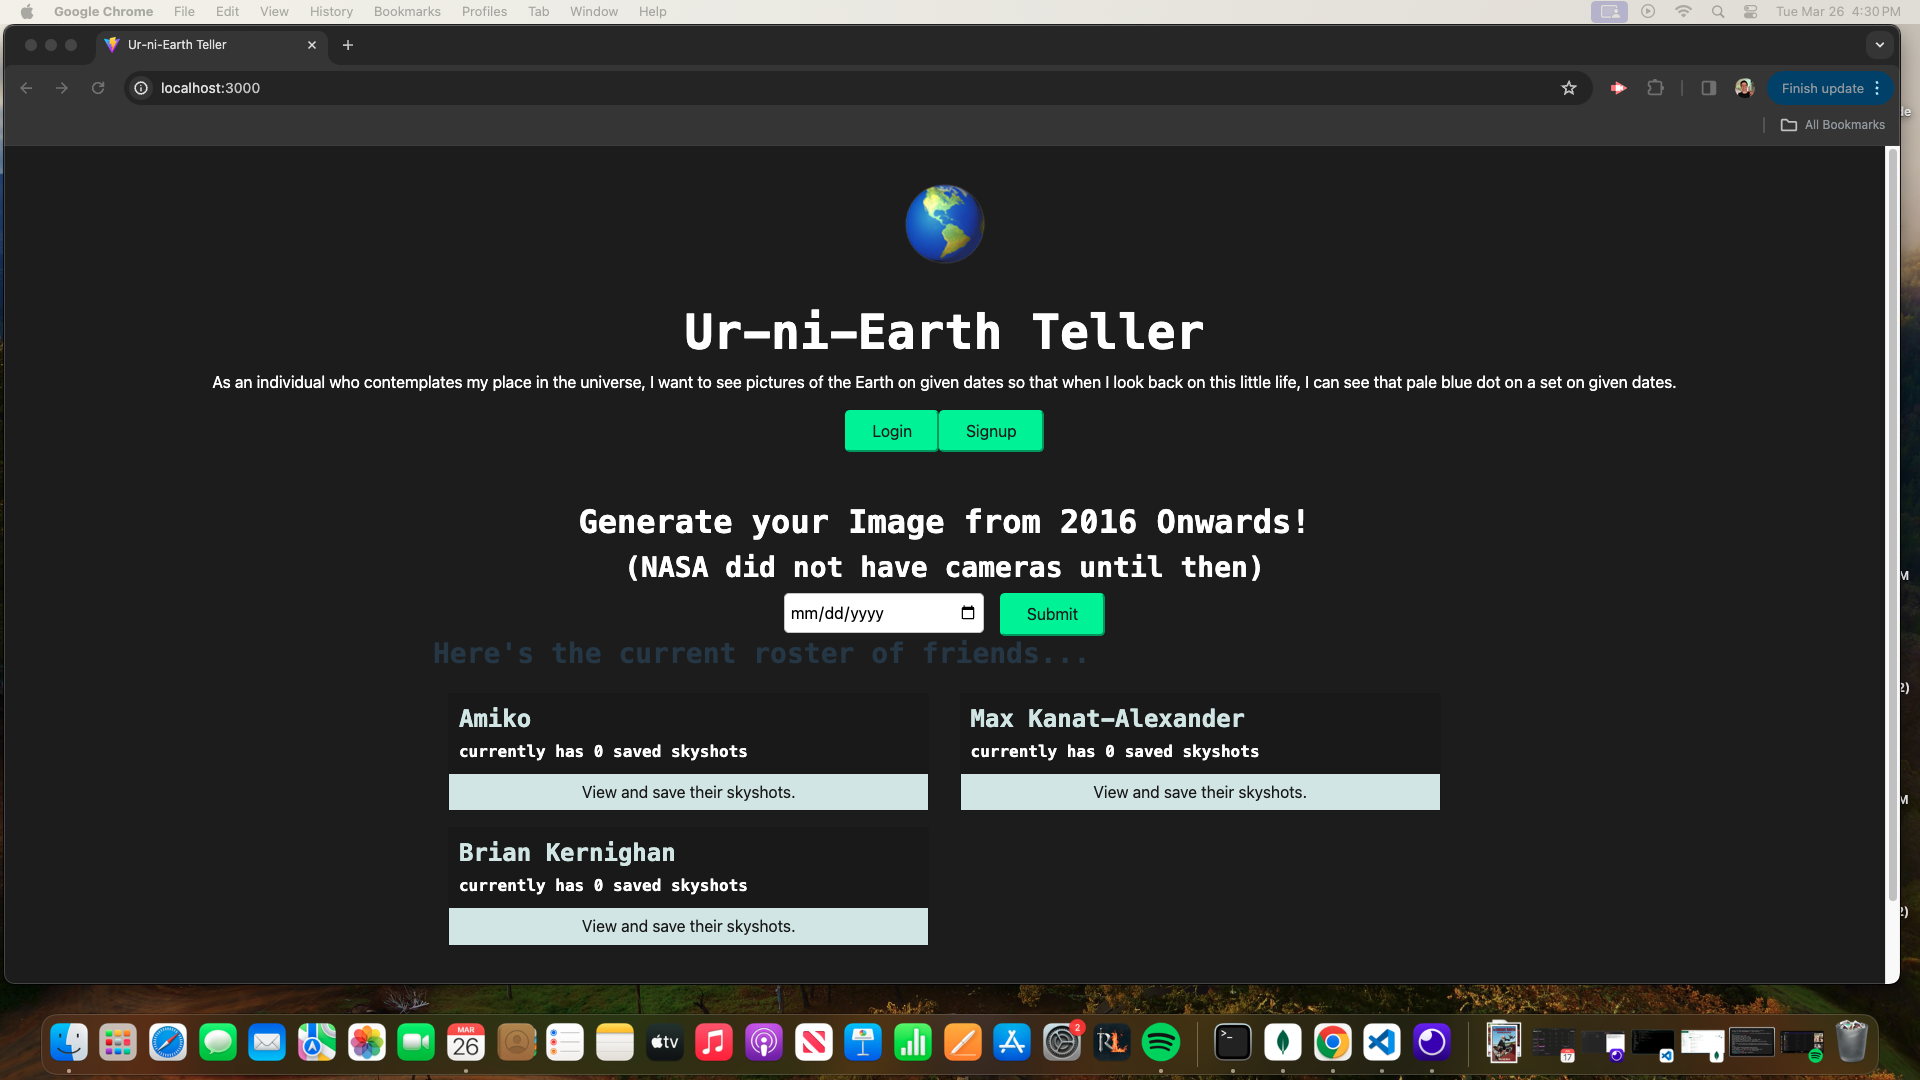 Google Chrome File Edit View History Bookmarks Profiles Tab Window Help Tue Mar 26 4:30 PM
Ur-ni-Earth Teller
localhost:3000
Finish update
All Bookmarks
Ur-ni-Earth Teller
As an individual who contemplates my place in the universe, I want to see pictures of the Earth on given dates so that when I look back on this little life, I can see that pale blue dot on a set on given dates.
Login Signup
Generate your Image from 2016 Onwards!
(NASA did not have cameras until then)
mm/dd/yyyy Submit
Here's the current roster of friends...
Amiko
currently has 0 saved skyshots
View and save their skyshots.
Max Kanat-Alexander
currently has 0 saved skyshots
View and save their skyshots.
Brian Kernighan
currently has 0 saved skyshots
View and save their skyshots.
MAR
26
tv
2
RL
17